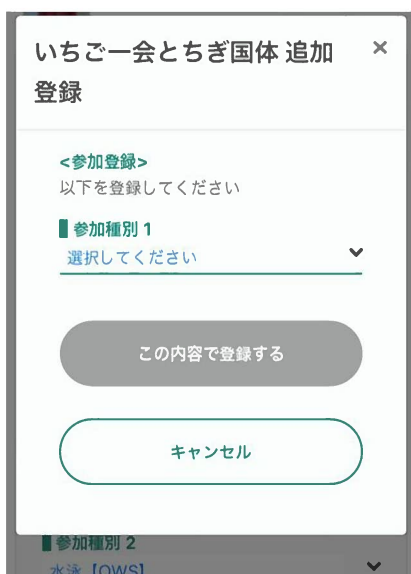 いちご一会とちぎ国体 追加
登録
×
<参加登録>
以下を登録してください
参加種別 1
選択してください
この内容で登録する
キャンセル
参加種別 2
水泳【OWS】